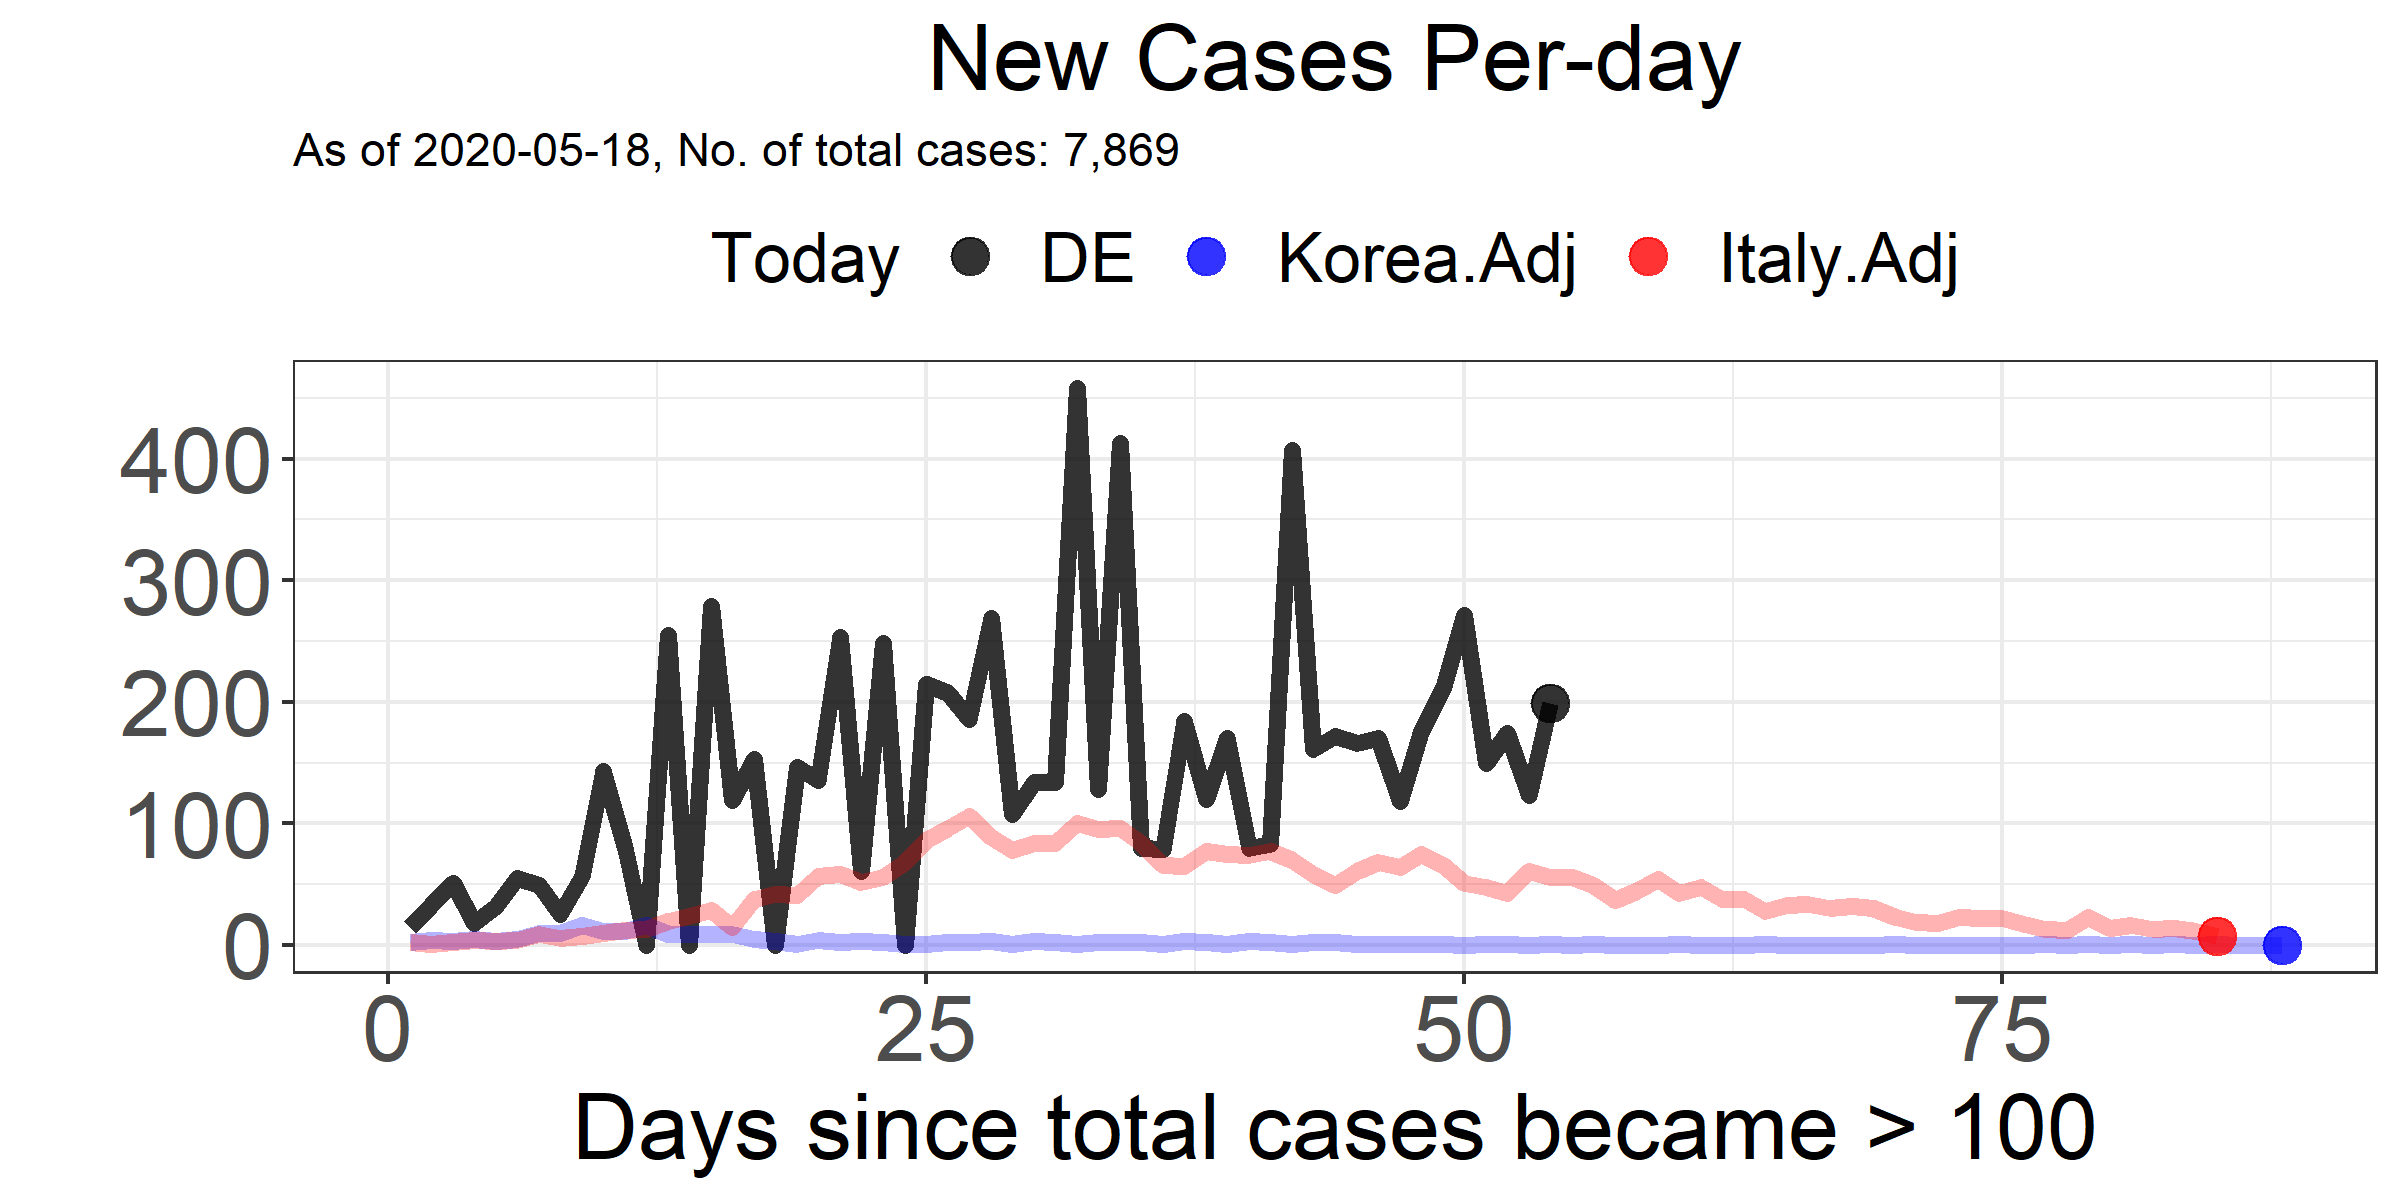 New Cases Per-day
As of 2020-05-18, No. of total cases: 7,869
Today DE Korea.Adj Italy.Adj
400
300
200
100
0
0 25 50 75
Days since total cases became > 100